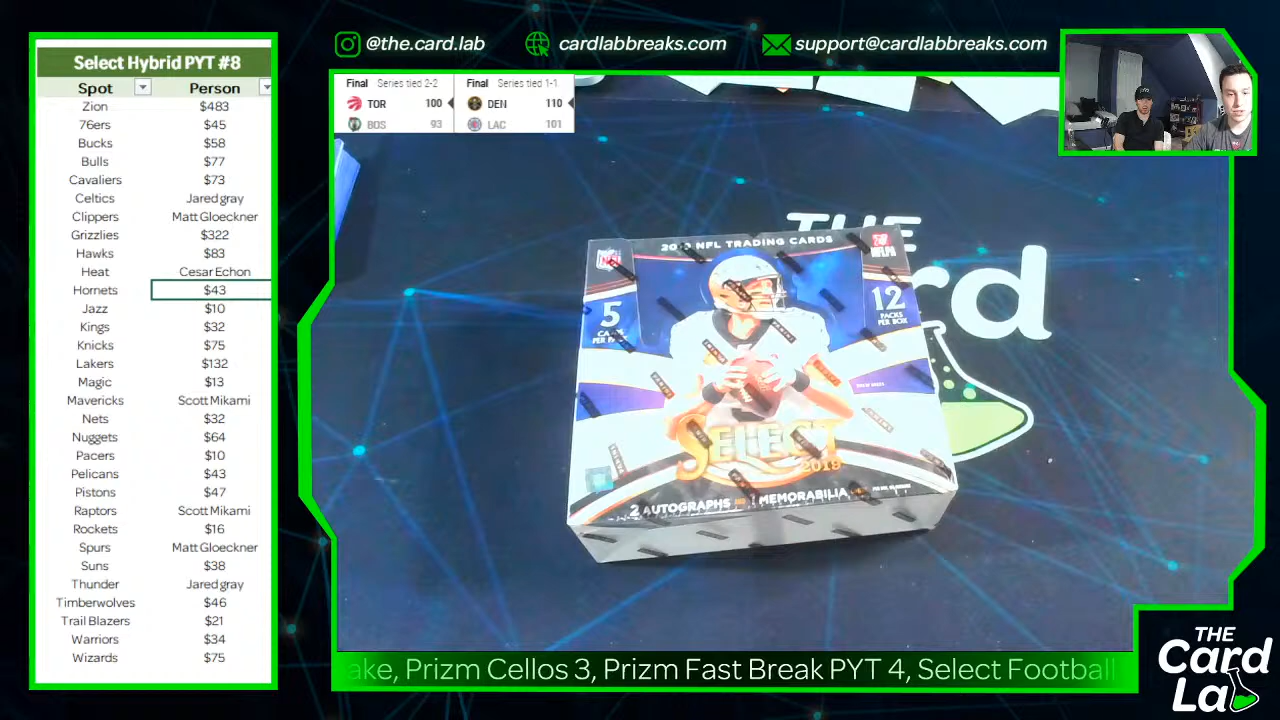 @the.card.lab
cardlabbreaks.com
support@cardlabbreaks.com
Select Hybrid PYT #8
Spot Person
Zion $483
76ers $45
Bucks $58
Bulls $77
Cavaliers $73
Celtics Jared gray
Clippers Matt Gloeckner
Grizzlies $322
Hawks $83
Heat Cesar Echon
Hornets $43
Jazz $10
Kings $32
Knicks $75
Lakers $132
Magic $13
Mavericks Scott Mikami
Nets $32
Nuggets $64
Pacers $10
Pelicans $43
Pistons $47
Raptors Scott Mikami
Rockets $16
Spurs Matt Gloeckner
Suns $38
Thunder Jared gray
Timberwolves $46
Trail Blazers $21
Warriors $34
Wizards $75
Final Series tied 2-2
TOR 100
BOS 93
Final Series tied 1-1
DEN 110
LAC 101
NFL TRADING CARDS
NFLPA
5
12
PACKS
PER BOX
SELECT
2019
2 AUTOGRAPHS MEMORABILIA
THE
ard
ake, Prizm Cellos 3, Prizm Fast Break PYT 4, Select Football
THE
Card
La